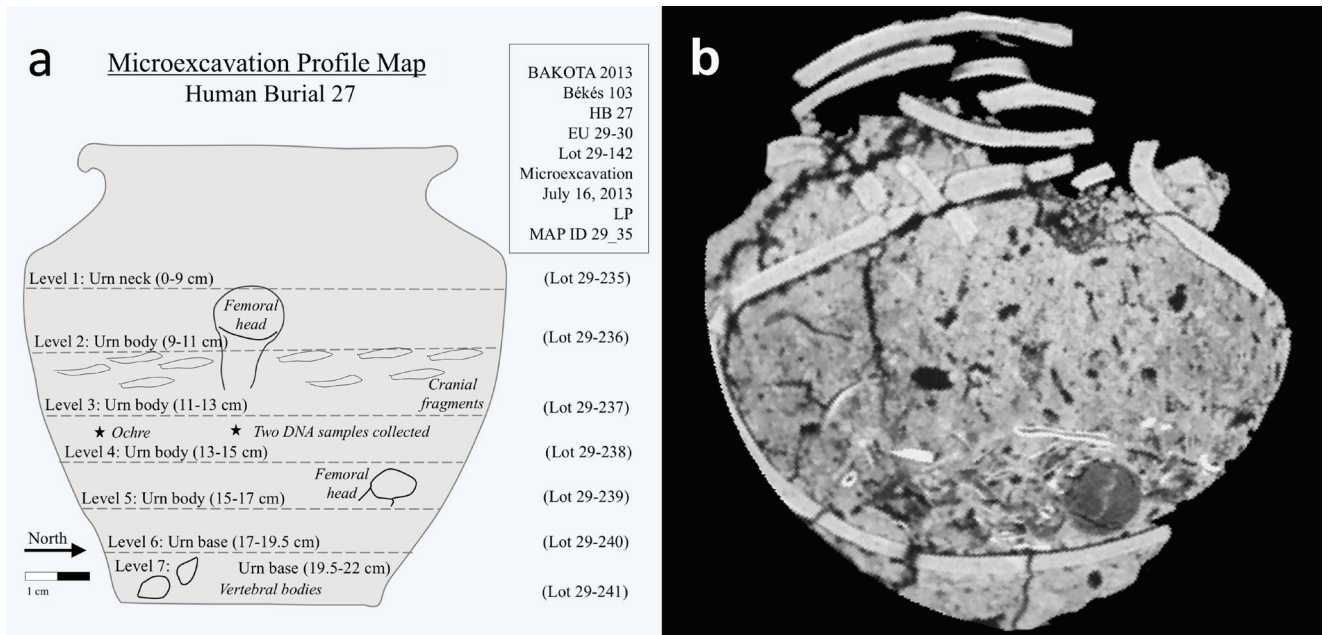 a
Microexcavation Profile Map
Human Burial 27
BAKOTA 2013
Békés 103
HB 27
EU 29-30
Lot 29-142
Microexcavation
July 16, 2013
LP
MAP ID 29_35
Level 1: Urn neck (0-9 cm)
(Lot 29-235)
Femoral
head
Level 2: Urn body (9-11 cm)
(Lot 29-236)
Cranial
fragments
Level 3: Urn body (11-13 cm)
(Lot 29-237)
★ Ochre
★ Two DNA samples collected
Level 4: Urn body (13-15 cm)
(Lot 29-238)
Femoral
head
Level 5: Urn body (15-17 cm)
(Lot 29-239)
North
Level 6: Urn base (17-19.5 cm)
(Lot 29-240)
Level 7: Urn base (19.5-22 cm)
Vertebral bodies
(Lot 29-241)
1 cm
b